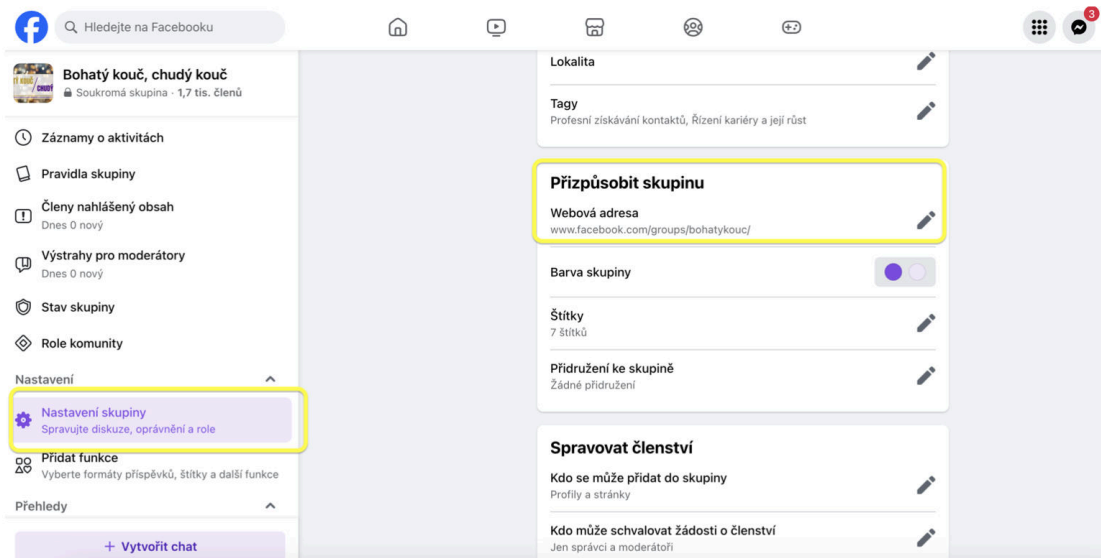 Hledejte na Facebooku
3
Bohatý kouč, chudý kouč
Soukromá skupina · 1,7 tis. členů
Záznamy o aktivitách
Pravidla skupiny
Členy nahlášený obsah
Dnes 0 nový
Výstrahy pro moderátory
Dnes 0 nový
Stav skupiny
Role komunity
Nastavení
Nastavení skupiny
Spravujte diskuze, oprávnění a role
Přidat funkce
Vyberte formáty příspěvků, štítky a další funkce
Přehledy
+ Vytvořit chat
Lokalita
Tagy
Profesní získávání kontaktů, Řízení kariéry a její růst
Přizpůsobit skupinu
Webová adresa
www.facebook.com/groups/bohatykouc/
Barva skupiny
Štítky
7 štítků
Přidružení ke skupině
Žádné přidružení
Spravovat členství
Kdo se může přidat do skupiny
Profily a stránky
Kdo může schvalovat žádosti o členství
Jen správci a moderátoři